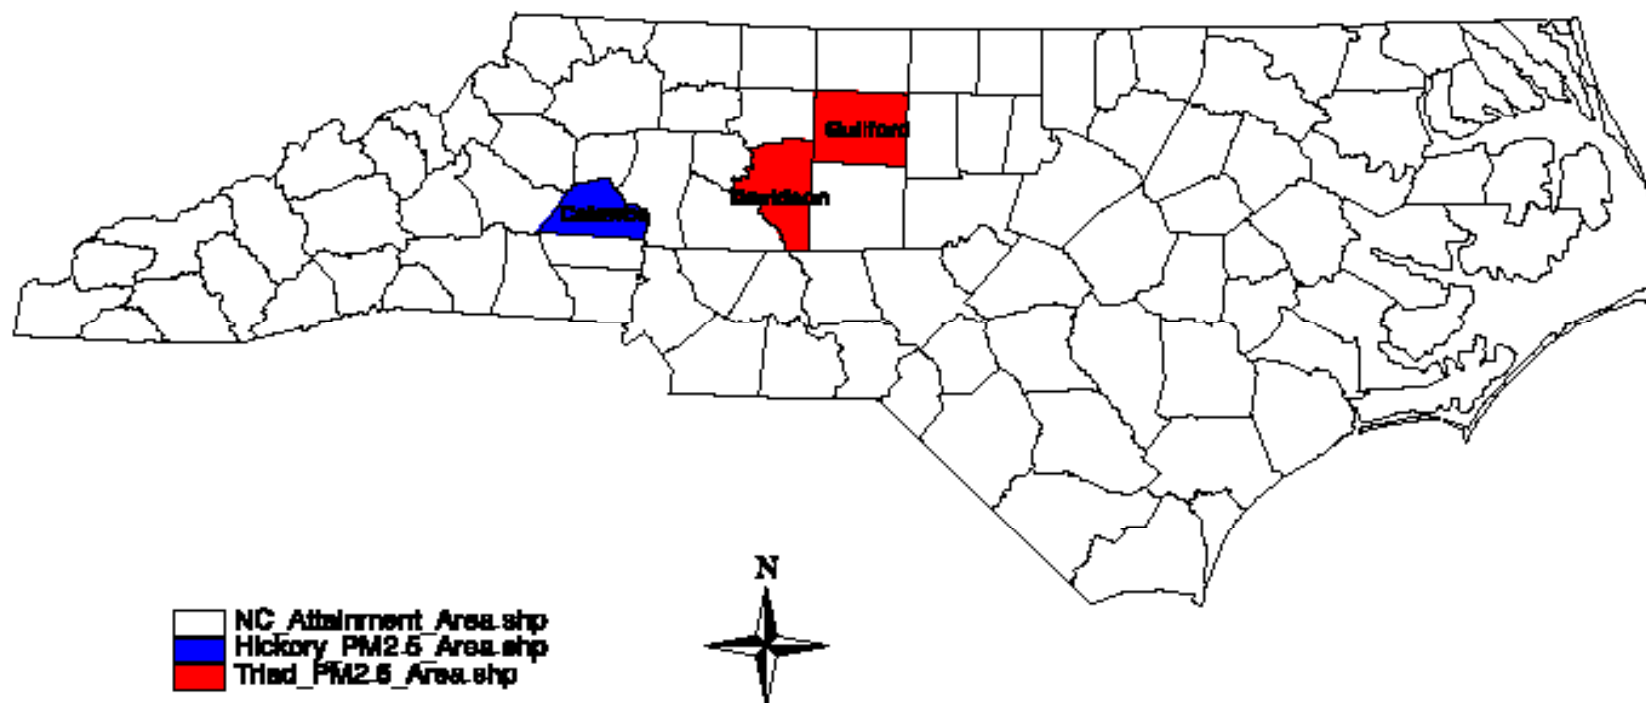 Guilford
Davidson
Catawba
N
NC_Attainment_Area.shp
Hickory_PM2.5_Area.shp
Triad_PM2.5_Area.shp